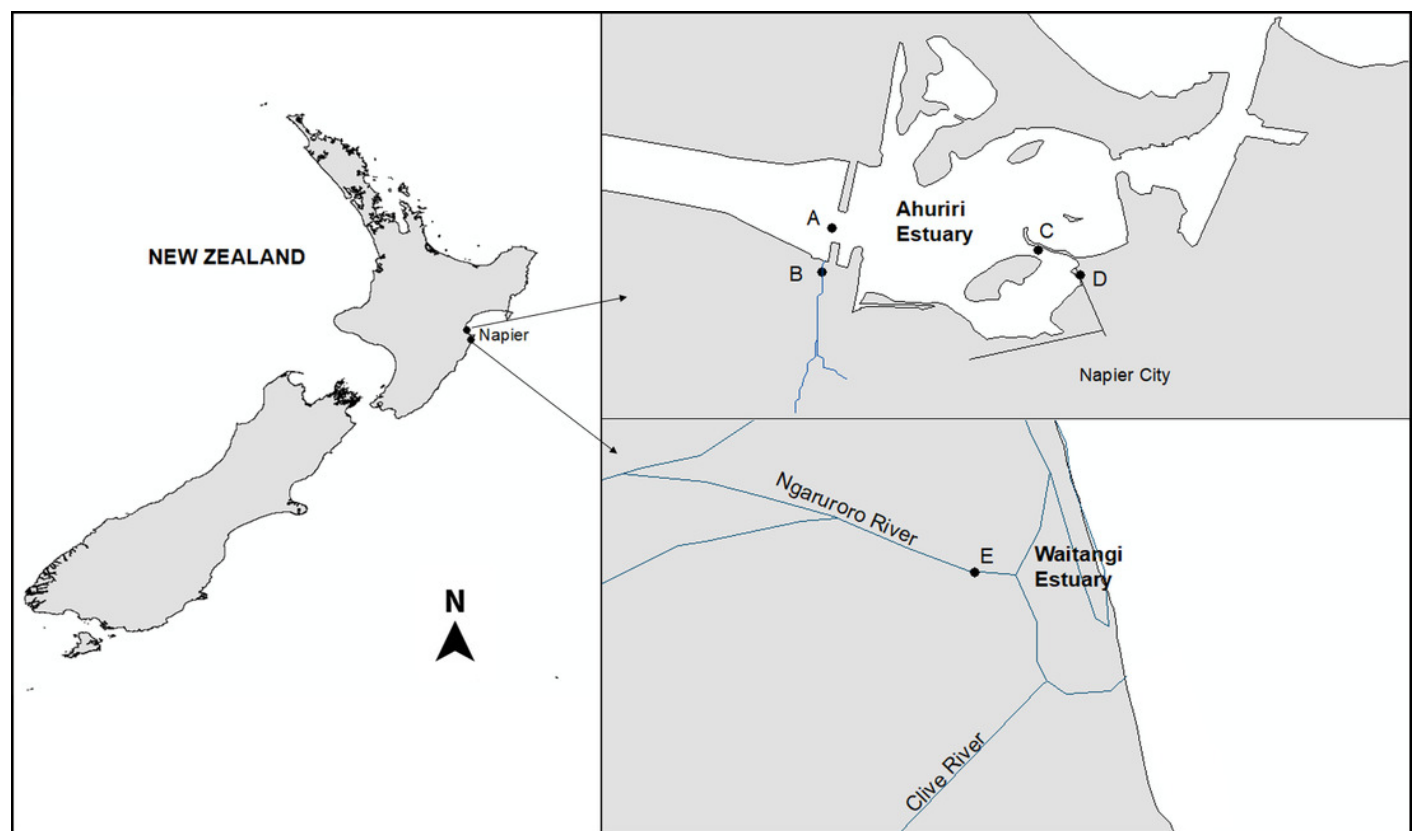 NEW ZEALAND
Napier
N
A
B
Ahuriri
Estuary
C
D
Napier City
Ngaruroro River
E
Waitangi
Estuary
Clive River